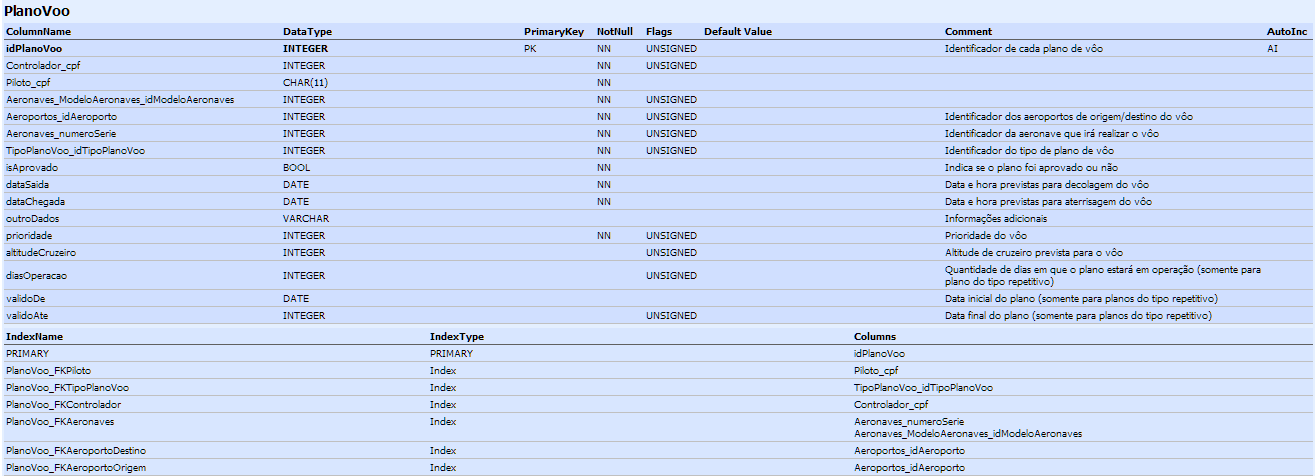 PlanoVoo
ColumnName DataType PrimaryKey NotNull Flags Default Value Comment AutoInc
idPlanoVoo INTEGER PK NN UNSIGNED Identificador de cada plano de vôo AI
Controlador_cpf INTEGER NN UNSIGNED
Piloto_cpf CHAR(11) NN
Aeronaves_ModeloAeronaves_idModeloAeronaves INTEGER NN UNSIGNED
Aeroportos_idAeroporto INTEGER NN UNSIGNED Identificador dos aeroportos de origem/destino do vôo
Aeronaves_numeroSerie INTEGER NN UNSIGNED Identificador da aeronave que irá realizar o vôo
TipoPlanoVoo_idTipoPlanoVoo INTEGER NN UNSIGNED Identificador do tipo de plano de vôo
isAprovado BOOL NN Indica se o plano foi aprovado ou não
dataSaida DATE NN Data e hora previstas para decolagem do vôo
dataChegada DATE NN Data e hora previstas para aterrisagem do vôo
outroDados VARCHAR Informações adicionais
prioridade INTEGER NN UNSIGNED Prioridade do vôo
altitudeCruzeiro INTEGER UNSIGNED Altitude de cruzeiro prevista para o vôo
diasOperacao INTEGER UNSIGNED Quantidade de dias em que o plano estará em operação (somente para
plano do tipo repetitivo)
validoDe DATE Data inicial do plano (somente para planos do tipo repetitivo)
validoAte INTEGER UNSIGNED Data final do plano (somente para planos do tipo repetitivo)
IndexName IndexType Columns
PRIMARY PRIMARY idPlanoVoo
PlanoVoo_FKPiloto Index Piloto_cpf
PlanoVoo_FKTipoPlanoVoo Index TipoPlanoVoo_idTipoPlanoVoo
PlanoVoo_FKControlador Index Controlador_cpf
PlanoVoo_FKAeronaves Index Aeronaves_numeroSerie
Aeronaves_ModeloAeronaves_idModeloAeronaves
PlanoVoo_FKAeroportoDestino Index Aeroportos_idAeroporto
PlanoVoo_FKAeroportoOrigem Index Aeroportos_idAeroporto